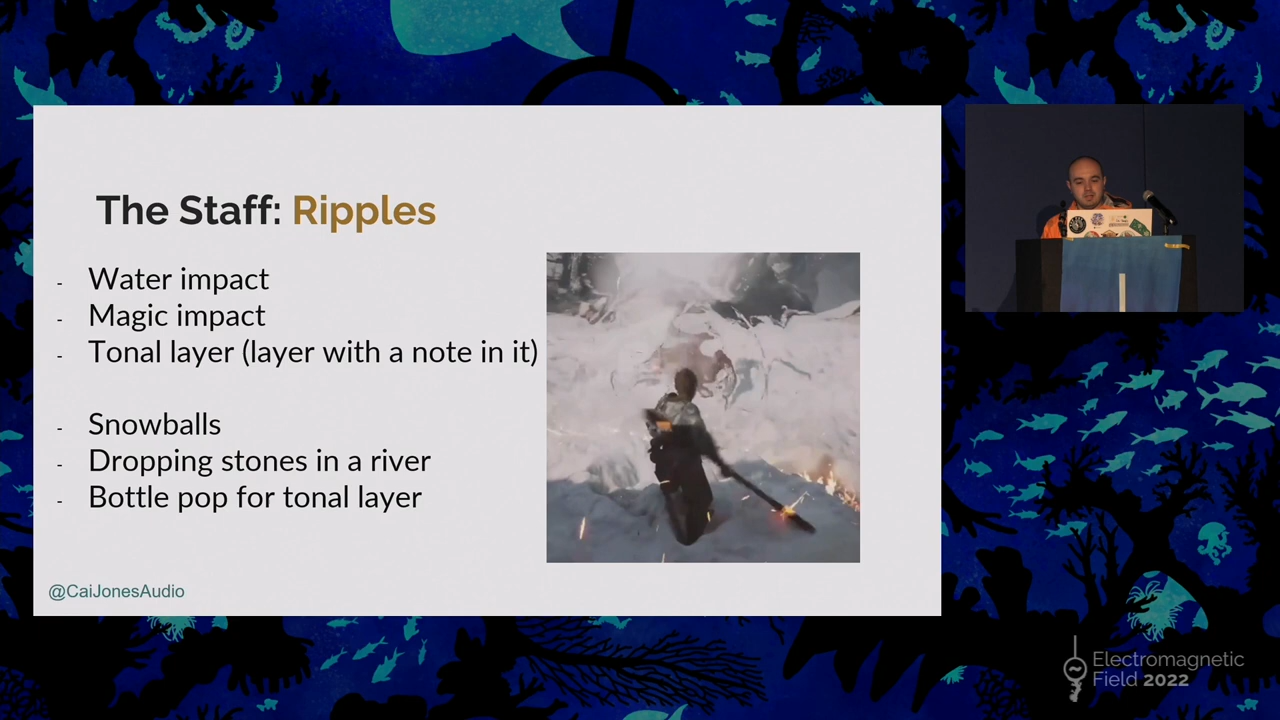 The Staff: Ripples
- Water impact
- Magic impact
- Tonal layer (layer with a note in it)
- Snowballs
- Dropping stones in a river
- Bottle pop for tonal layer
@CaiJonesAudio
Electromagnetic
Field 2022